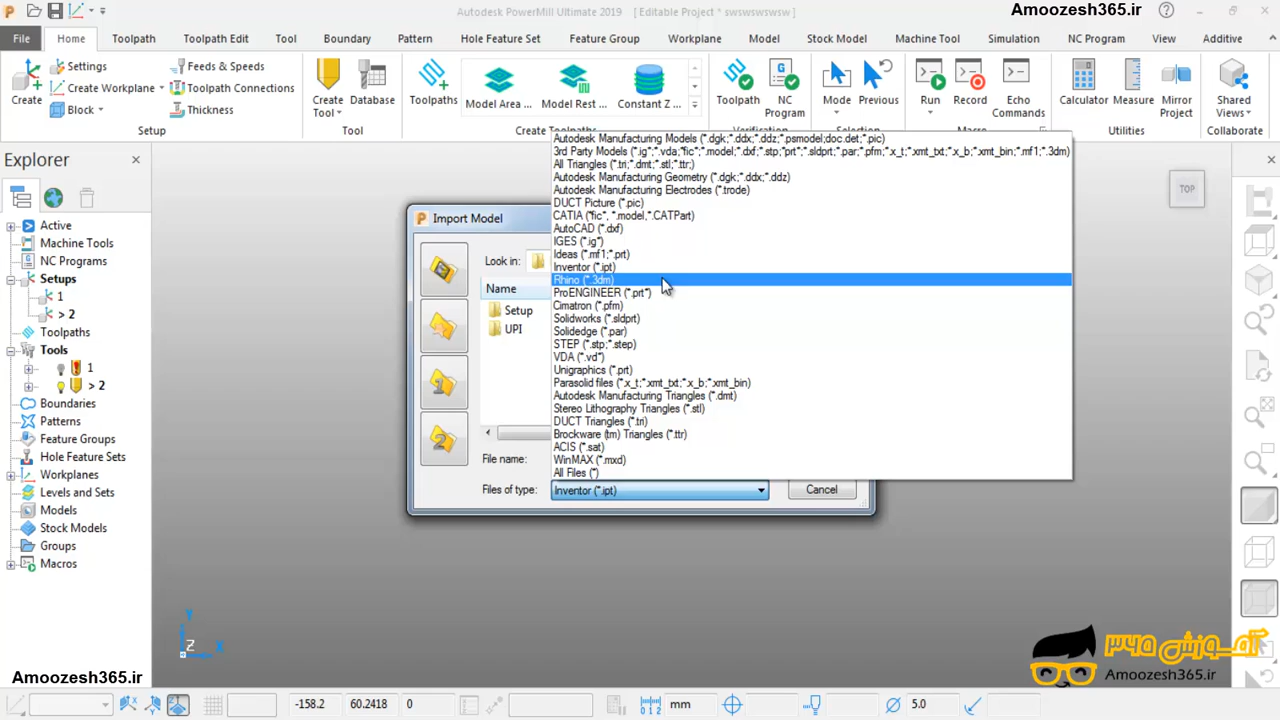 Autodesk PowerMill Ultimate 2019 [ Editable Project * swswswswsw ]
Amoozesh365.ir
File Home Toolpath Toolpath Edit Tool Boundary Pattern Hole Feature Set Feature Group Workplane Model Stock Model Machine Tool Simulation NC Program View Additive
Create
Settings
Create Workplane
Block
Feeds & Speeds
Toolpath Connections
Thickness
Setup
Create Tool
Database
Tool
Toolpaths
Model Area ...
Model Rest ...
Constant Z ...
Create Toolpaths
Toolpath
NC Program
Verification
Mode
Previous
Selection
Run
Record
Echo Commands
Macro
Calculator
Measure
Mirror Project
Utilities
Shared Views
Collaborate
Explorer
Active
Machine Tools
NC Programs
Setups
1
> 2
Toolpaths
Tools
1
> 2
Boundaries
Patterns
Feature Groups
Hole Feature Sets
Workplanes
Levels and Sets
Models
Stock Models
Groups
Macros
TOP
Import Model
Look in:
Name
Setup
UPI
File name:
Files of type:
Inventor (*.ipt)
Cancel
Autodesk Manufacturing Models (*.dgk;*.ddx;*.ddz;*.psmodel;doc.det;*.pic)
3rd Party Models (*.ig*;*.vda;*fic*;*.model;*.dxf;*.stp;*prt*;*.sldprt;*.par;*.pfm;*.x_t;*.xmt_txt;*.x_b;*.xmt_bin;*.mf1;*.3dm)
All Triangles (*.tri;*.dmt;*.stl;*.ttr;)
Autodesk Manufacturing Geometry (*.dgk;*.ddx;*.ddz)
Autodesk Manufacturing Electrodes (*.trode)
DUCT Picture (*.pic)
CATIA (*fic*, *.model,*.CATPart)
AutoCAD (*.dxf)
IGES (*.ig*)
Ideas (*.mf1;*.prt)
Inventor (*.ipt)
Rhino (*.3dm)
ProENGINEER (*.prt*)
Cimatron (*.pfm)
Solidworks (*.sldprt)
Solidedge (*.par)
STEP (*.stp;*.step)
VDA (*.vd*)
Unigraphics (*.prt)
Parasolid files (*.x_t;*.xmt_txt;*.x_b;*.xmt_bin)
Autodesk Manufacturing Triangles (*.dmt)
Stereo Lithography Triangles (*.stl)
DUCT Triangles (*.tri)
Brockware (tm) Triangles (*.ttr)
ACIS (*.sat)
WinMAX (*.mxd)
All Files (*)
Y
Z
X
Amoozesh365.ir
آموزش ۳۶۵
Amoozesh365.ir
-158.2 60.2418 0 mm 5.0